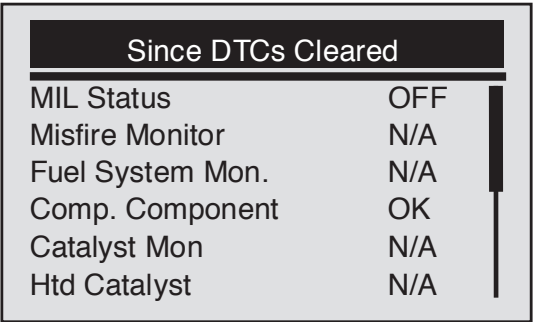 Since DTCs Cleared
MIL Status OFF
Misfire Monitor N/A
Fuel System Mon. N/A
Comp. Component OK
Catalyst Mon N/A
Htd Catalyst N/A